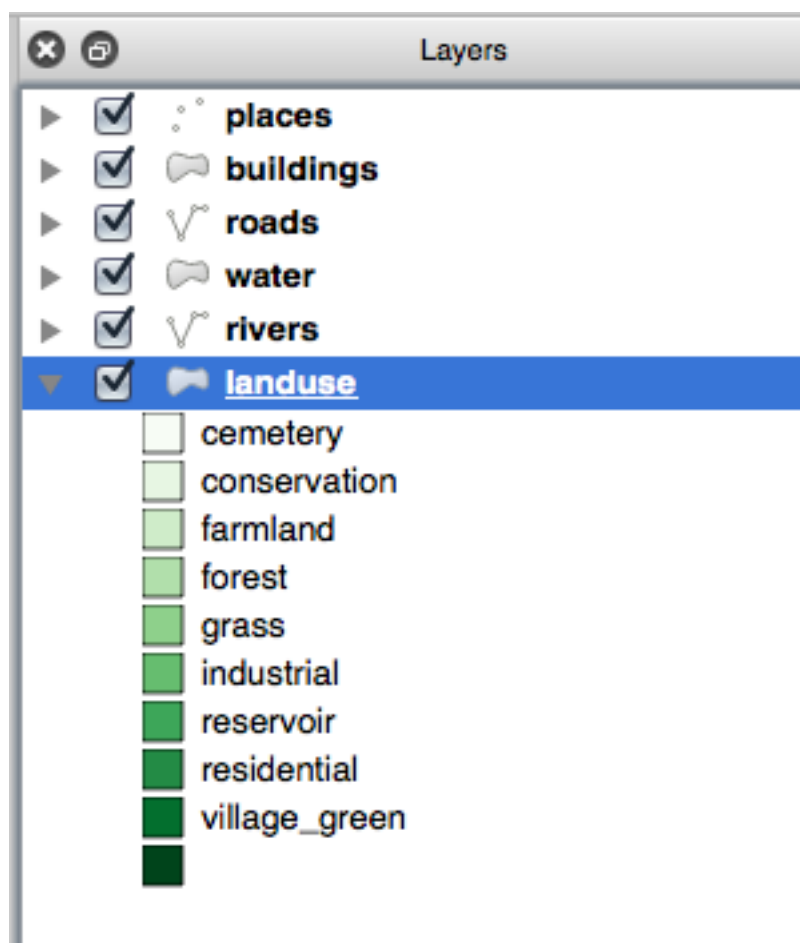 Layers
places
buildings
roads
water
rivers
landuse
cemetery
conservation
farmland
forest
grass
industrial
reservoir
residential
village_green